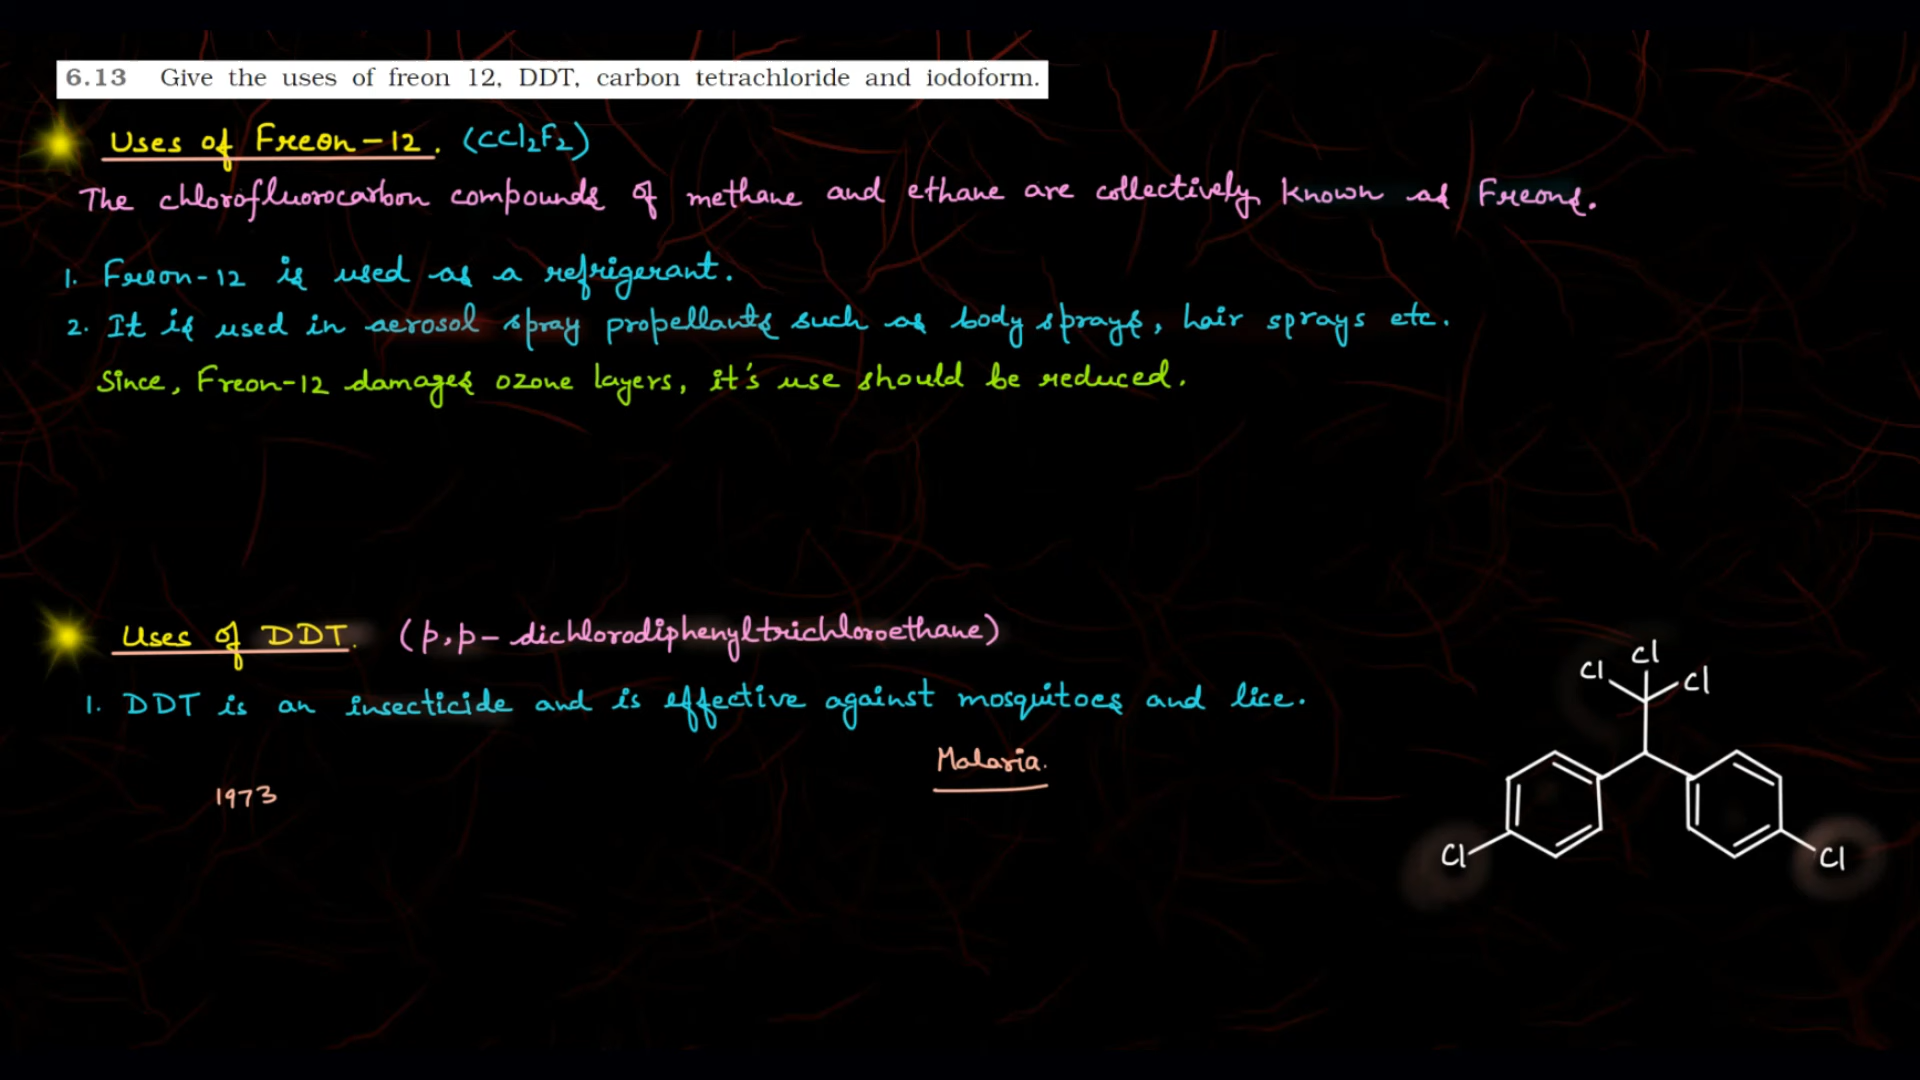 6.13 Give the uses of freon 12, DDT, carbon tetrachloride and iodoform.
Uses of Freon-12. (CCl₂F₂)
The chlorofluorocarbon compounds of methane and ethane are collectively known as Freons.
1. Freon-12 is used as a refrigerant.
2. It is used in aerosol spray propellants such as body sprays, hair sprays etc.
Since, Freon-12 damages ozone layers, it's use should be reduced.
Uses of DDT. (p,p-dichlorodiphenyltrichloroethane)
1. DDT is an insecticide and is effective against mosquitoes and lice.
Malaria.
1973
Cl
Cl
Cl
Cl
Cl